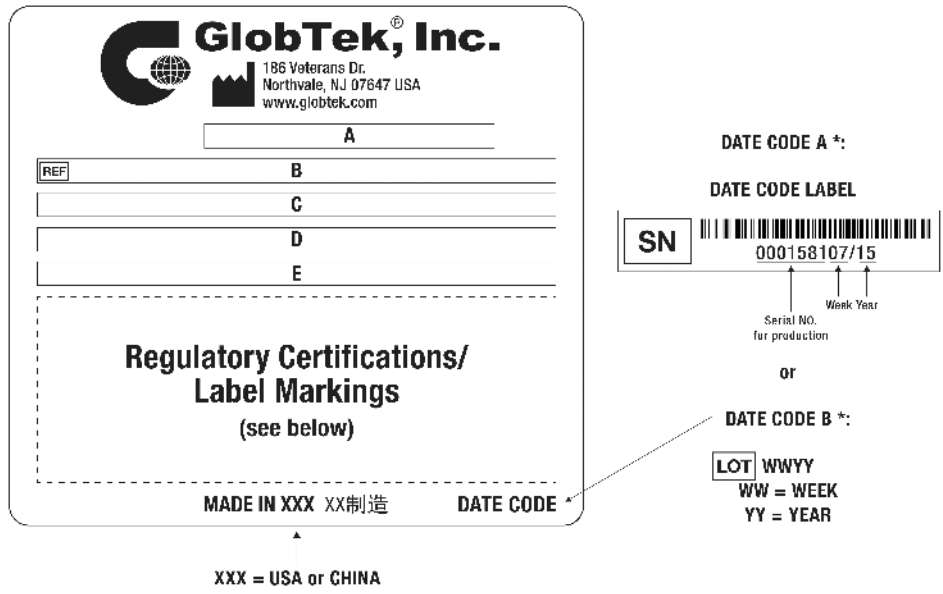 GlobTek,® Inc.
186 Veterans Dr.
Northvale, NJ 07647 USA
www.globtek.com
A
REF B
C
D
E
Regulatory Certifications/
Label Markings
(see below)
MADE IN XXX XX制造 DATE CODE
XXX = USA or CHINA
DATE CODE A *:
DATE CODE LABEL
SN
000158107/15
Week Year
Serial NO.
for production
or
DATE CODE B *:
LOT WWYY
WW = WEEK
YY = YEAR